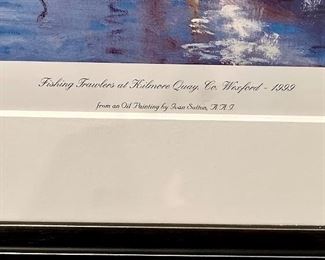 Fishing Trawlers at Kilmore Quay, Co. Wexford - 1999
from an Oil Painting by Ivan Sutton, A.A.I